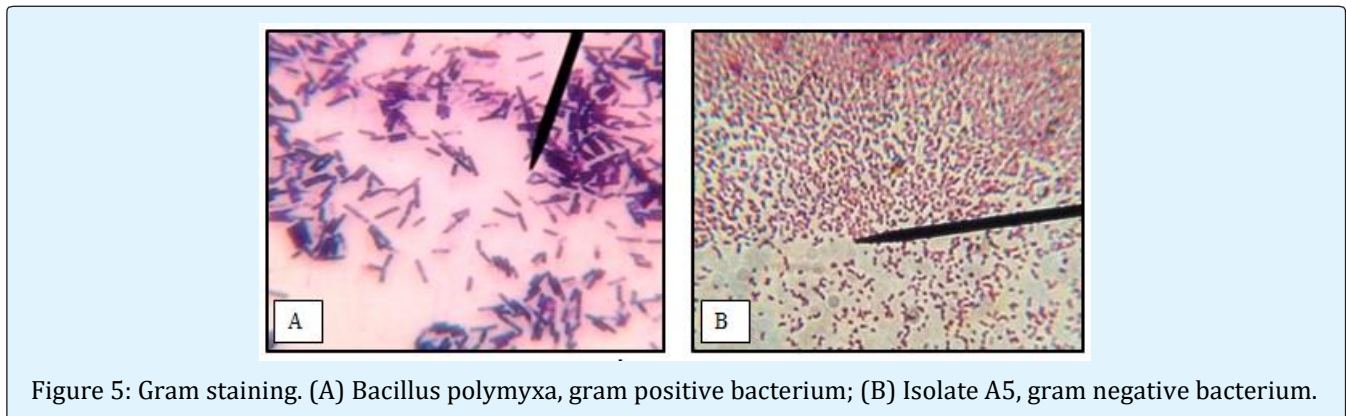 A
B
Figure 5: Gram staining. (A) Bacillus polymyxa, gram positive bacterium; (B) Isolate A5, gram negative bacterium.